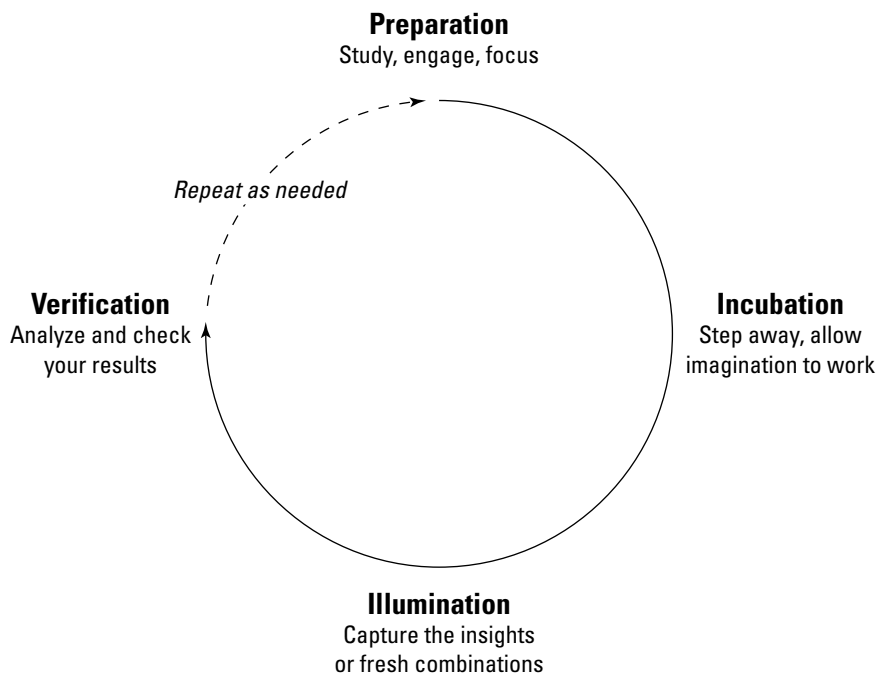 Preparation
Study, engage, focus
Repeat as needed
Verification
Analyze and check
your results
Incubation
Step away, allow
imagination to work
Illumination
Capture the insights
or fresh combinations